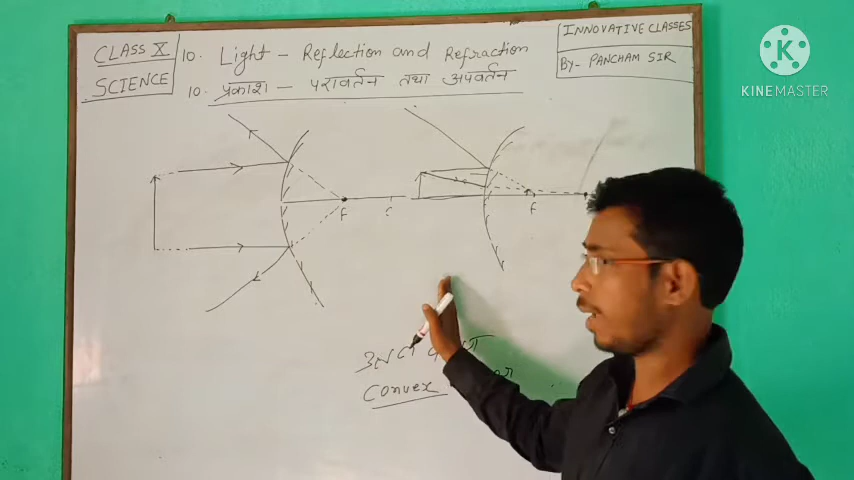 CLASS X
SCIENCE
10. Light - Reflection and Refraction
10. प्रकाश - परावर्तन तथा अपवर्तन
INNOVATIVE CLASSES
BY- PANCHAM SIR
K
KINEMASTER
F
C
F
Convex